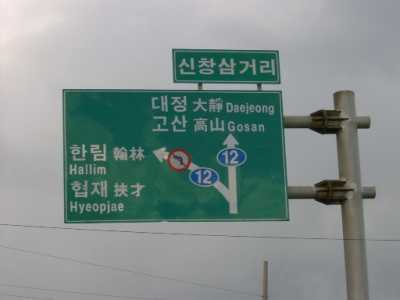 신창삼거리
대정 大靜 Daejeong
고산 高山 Gosan
한림 翰林
Hallim
협재 挾才
Hyeopjae
12
12